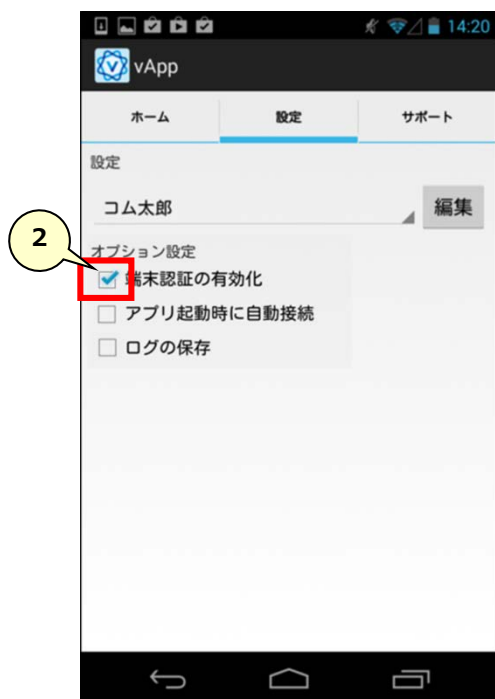 14:20
vApp
ホーム 設定 サポート
設定
コム太郎 編集
2
オプション設定
端末認証の有効化
アプリ起動時に自動接続
ログの保存